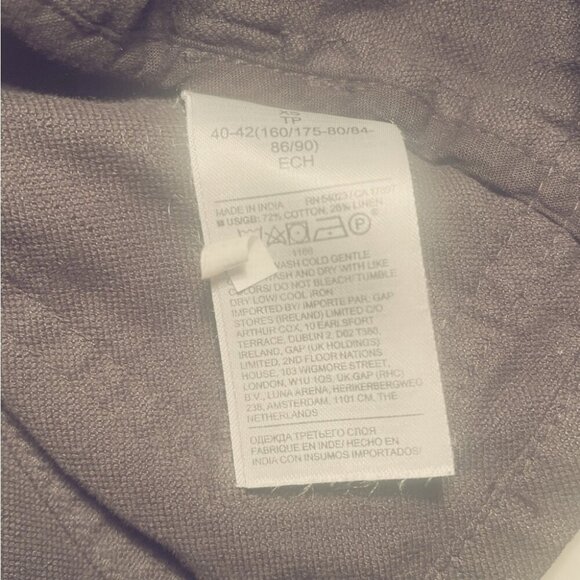 XS
TP
40-42(160/175-80/84-
86/90)
ECH
MADE IN INDIA RN 54023 / CA 17897
US/GB: 72% COTTON, 28% LINEN
P
WASH COLD GENTLE
WASH AND DRY WITH LIKE
COLORS/ DO NOT BLEACH/ TUMBLE
DRY LOW/ COOL IRON
IMPORTED BY/ IMPORTE PAR, GAP
STORES (IRELAND) LIMITED C/O
ARTHUR COX, 10 EARLSFORT
TERRACE, DUBLIN 2, D02 T380,
IRELAND, GAP (UK HOLDINGS)
LIMITED, 2ND FLOOR NATIONS
HOUSE, 103 WIGMORE STREET,
LONDON, W1U 1QS, UK,GAP (RHC)
B.V., LUNA ARENA, HERIKERBERGWEG
238, AMSTERDAM, 1101 CM, THE
NETHERLANDS
ОДЕЖДА ТРЕТЬЕГО СЛОЯ
FABRIQUE EN INDE/ HECHO EN
INDIA CON INSUMOS IMPORTADOS/